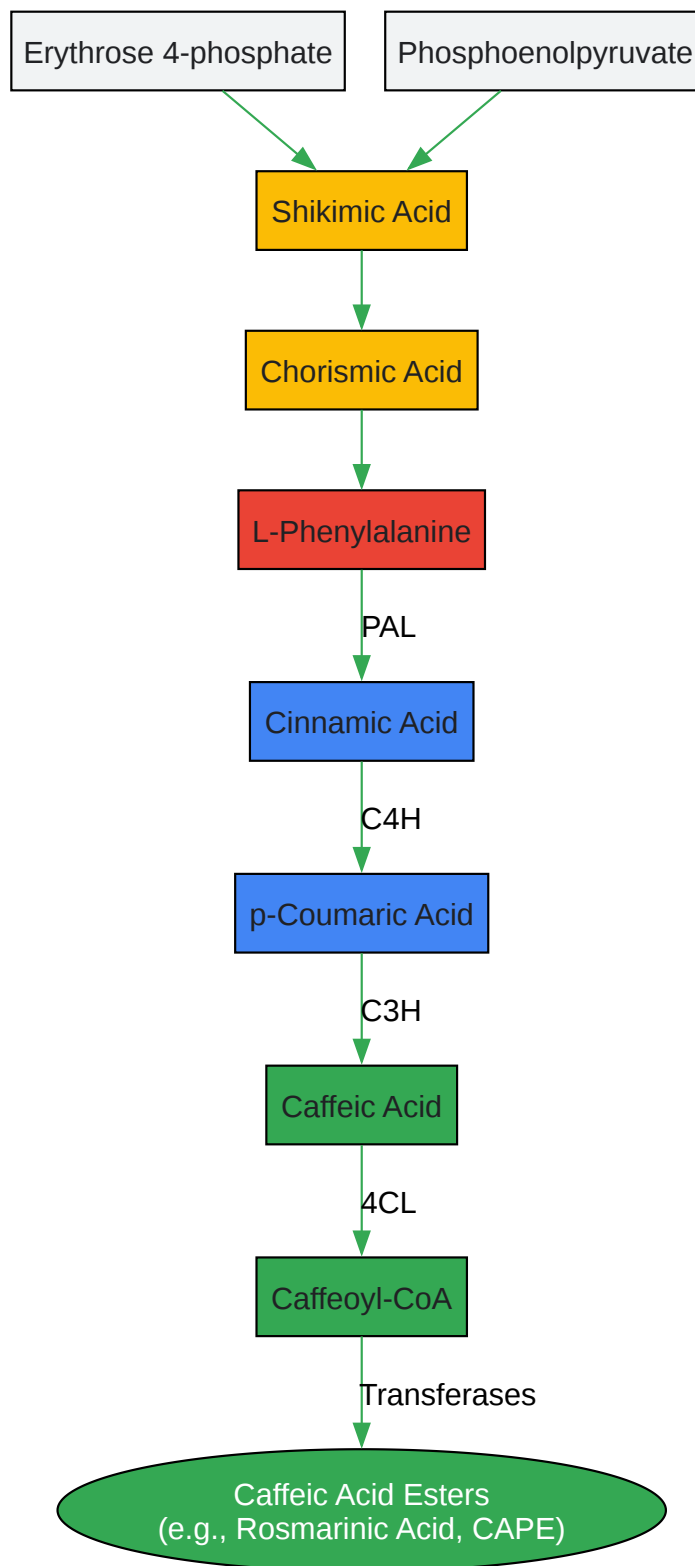 Erythrose 4-phosphate
Phosphoenolpyruvate
Shikimic Acid
Chorismic Acid
L-Phenylalanine
PAL
Cinnamic Acid
C4H
p-Coumaric Acid
C3H
Caffeic Acid
4CL
Caffeoyl-CoA
Transferases
Caffeic Acid Esters
(e.g., Rosmarinic Acid, CAPE)